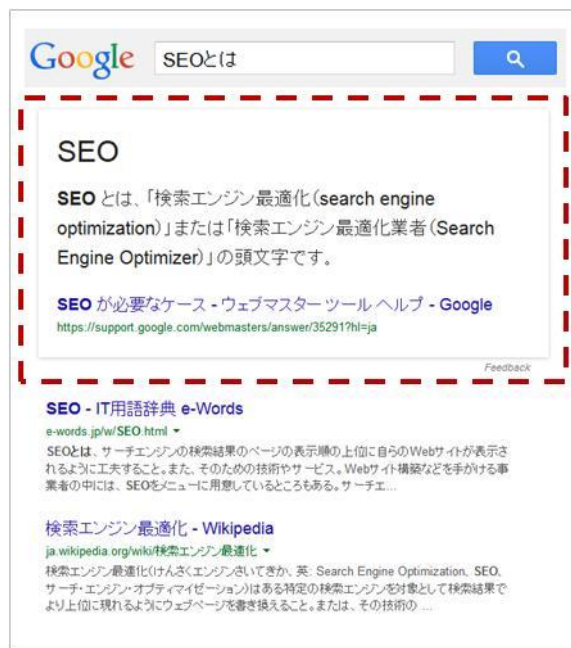 Google SEOとは
SEO
SEO とは、「検索エンジン最適化(search engine
optimization)」または「検索エンジン最適化業者(Search
Engine Optimizer)」の頭文字です。
SEO が必要なケース - ウェブマスター ツール ヘルプ - Google
https://support.google.com/webmasters/answer/35291?hl=ja
Feedback
SEO - IT用語辞典 e-Words
e-words.jp/w/SEO.html
SEOとは、サーチエンジンの検索結果のページの表示順の上位に自らのWebサイトが表示さ
れるように工夫すること。また、そのための技術やサービス。Webサイト構築などを手がける事
業者の中には、SEOをメニューに用意しているところもある。サーチエ...
検索エンジン最適化 - Wikipedia
ja.wikipedia.org/wiki/検索エンジン最適化
検索エンジン最適化(けんさくエンジンさいてきか、英: Search Engine Optimization、SEO、
サーチ・エンジン・オプティマイゼーション)はある特定の検索エンジンを対象として検索結果で
より上位に現れるようにウェブページを書き換えること。または、その技術の ...